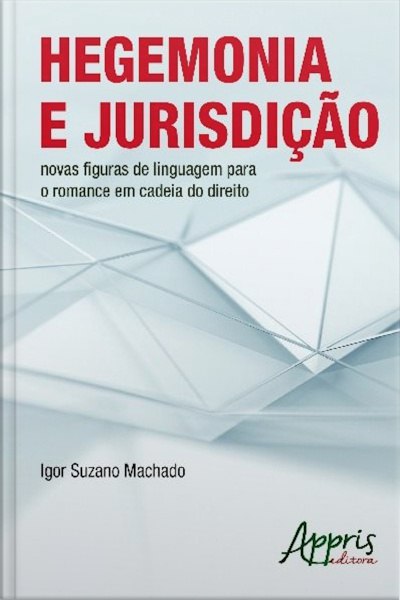 HEGEMONIA
E JURISDIÇÃO
novas figuras de linguagem para
o romance em cadeia do direito
Igor Suzano Machado
Appris
editora